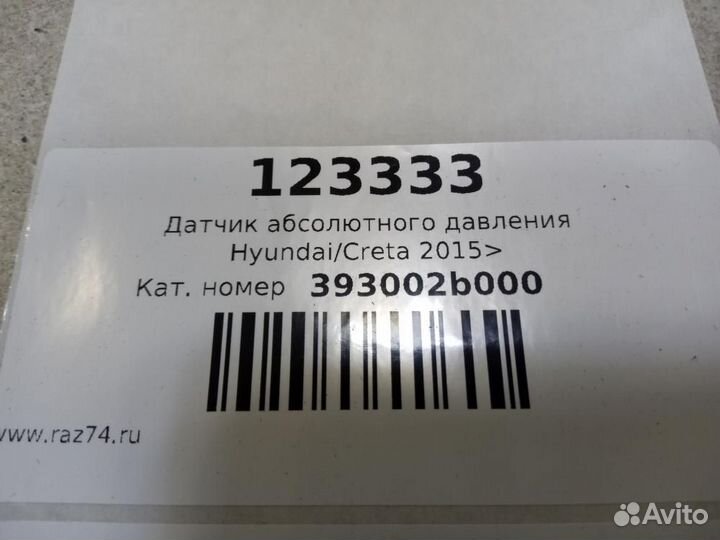 123333
Датчик абсолютного давления
Hyundai/Creta 2015>
Кат. номер 393002b000
www.raz74.ru
Avito